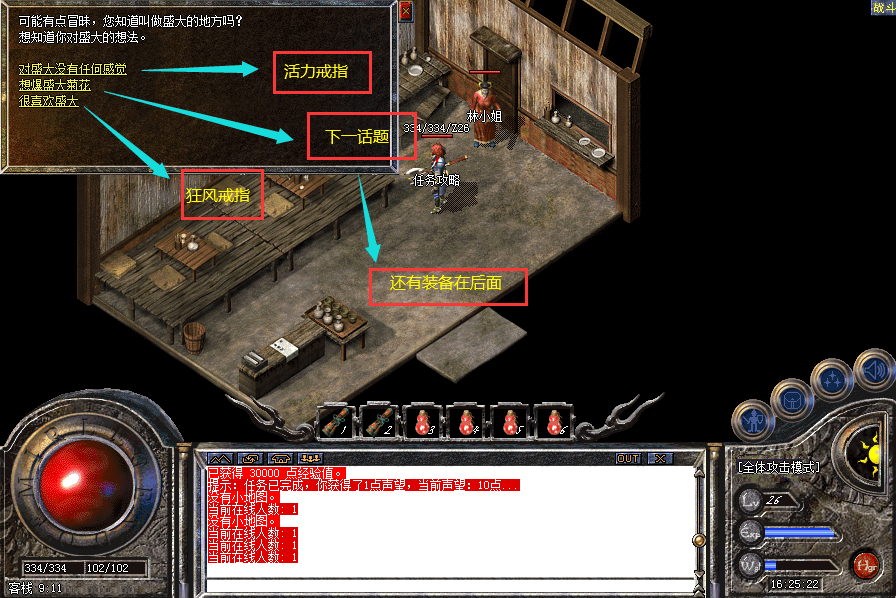 可能有点冒昧，您知道叫做盛大的地方吗？
想知道你对盛大的想法。
对盛大没有任何感觉
想爆盛大菊花
很喜欢盛大
活力戒指
下一话题
狂风戒指
还有装备在后面
战斗
林小姐
334/334/Z26
任务攻略
1
2
3
4
5
6
OUT
已获得 30000 点经验值。
提示：任务已完成，你获得了1点声望，当前声望：10点...
没有小地图。
当前在线人数：1
没有小地图。
当前在线人数：1
当前在线人数：1
当前在线人数：1
334/334
102/102
客栈 9:11
[全体攻击模式]
Lv 26
Exp
Wt
Hgr
16:25:22